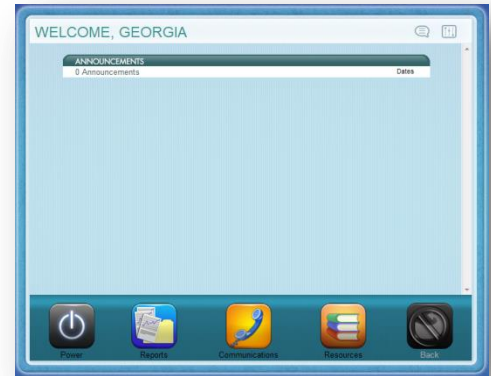 WELCOME, GEORGIA
ANNOUNCEMENTS
0 Announcements Dates
Power Reports Communications Resources Back